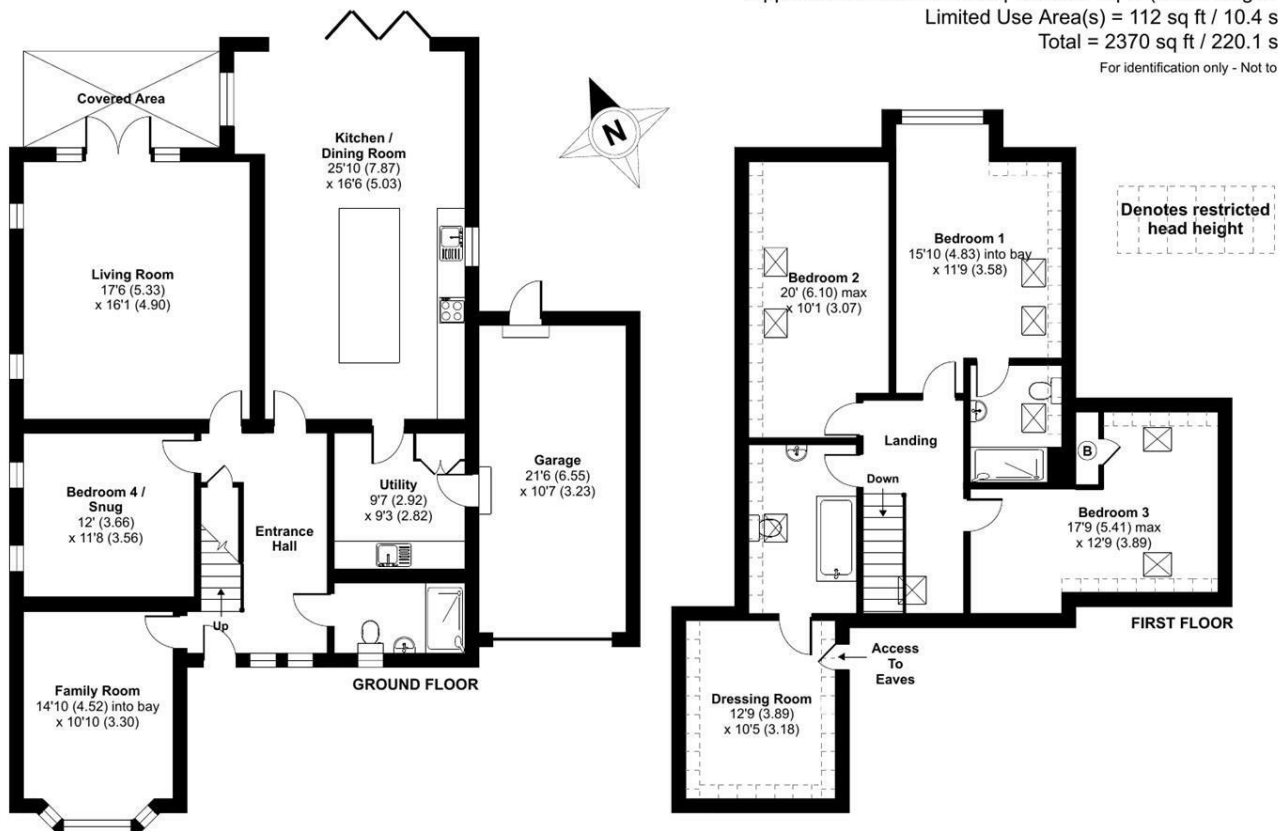 Limited Use Area(s) = 112 sq ft / 10.4 s
Total = 2370 sq ft / 220.1 s
For identification only - Not to
Covered Area
Kitchen /
Dining Room
25'10 (7.87)
x 16'6 (5.03)
N
Living Room
17'6 (5.33)
x 16'1 (4.90)
Bedroom 4 /
Snug
12' (3.66)
x 11'8 (3.56)
Utility
9'7 (2.92)
x 9'3 (2.82)
Garage
21'6 (6.55)
x 10'7 (3.23)
Entrance
Hall
Up
Family Room
14'10 (4.52) into bay
x 10'10 (3.30)
GROUND FLOOR
Denotes restricted
head height
Bedroom 1
15'10 (4.83) into bay
x 11'9 (3.58)
Bedroom 2
20' (6.10) max
x 10'1 (3.07)
Landing
Down
B
Bedroom 3
17'9 (5.41) max
x 12'9 (3.89)
FIRST FLOOR
Access
To
Eaves
Dressing Room
12'9 (3.89)
x 10'5 (3.18)